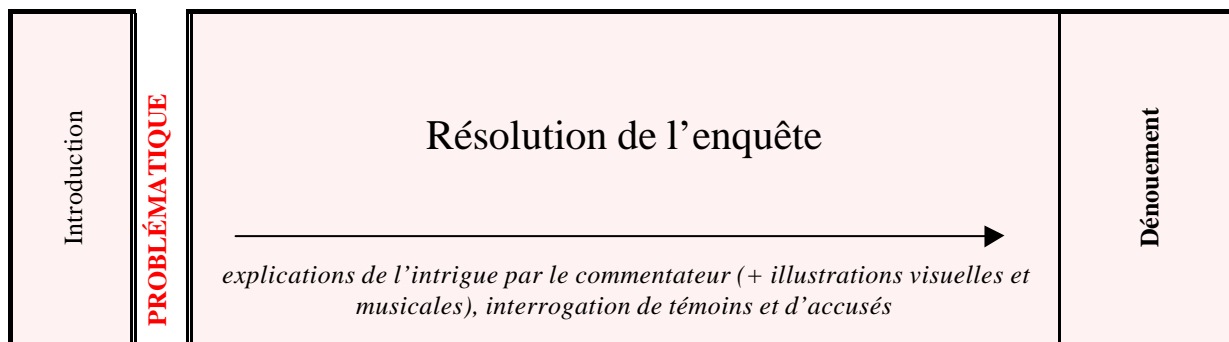 Introduction
PROBLÉMATIQUE
Résolution de l’enquête
explications de l’intrigue par le commentateur (+ illustrations visuelles et
musicales), interrogation de témoins et d’accusés
Dénouement